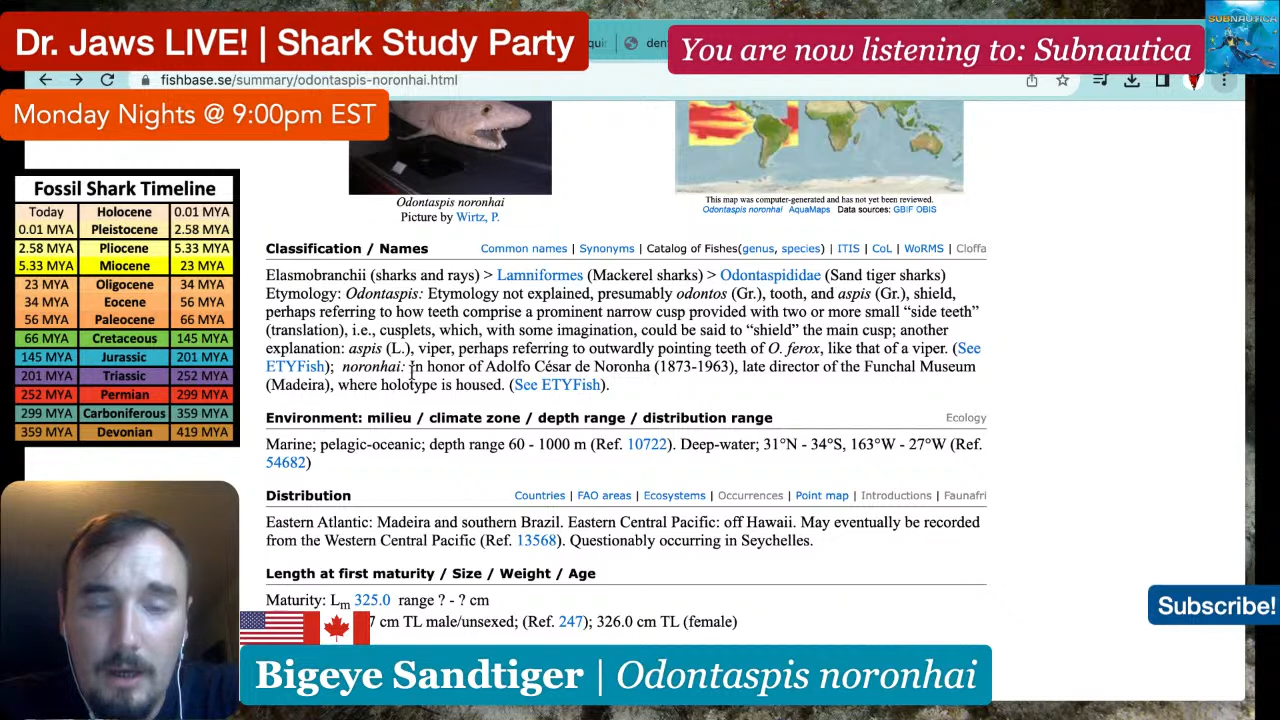 Dr. Jaws LIVE! | Shark Study Party
You are now listening to: Subnautica
SUBNAUTICA
fishbase.se/summary/odontaspis-noronhai.html
Monday Nights @ 9:00pm EST
Fossil Shark Timeline
Today Holocene 0.01 MYA
0.01 MYA Pleistocene 2.58 MYA
2.58 MYA Pliocene 5.33 MYA
5.33 MYA Miocene 23 MYA
23 MYA Oligocene 34 MYA
34 MYA Eocene 56 MYA
56 MYA Paleocene 66 MYA
66 MYA Cretaceous 145 MYA
145 MYA Jurassic 201 MYA
201 MYA Triassic 252 MYA
252 MYA Permian 299 MYA
299 MYA Carboniferous 359 MYA
359 MYA Devonian 419 MYA
Odontaspis noronhai
Picture by Wirtz, P.
This map was computer-generated and has not yet been reviewed.
Odontaspis noronhai AquaMaps Data sources: GBIF OBIS
Classification / Names Common names | Synonyms | Catalog of Fishes(genus, species) | ITIS | CoL | WoRMS | Cloffa
Elasmobranchii (sharks and rays) > Lamniformes (Mackerel sharks) > Odontaspididae (Sand tiger sharks)
Etymology: Odontaspis: Etymology not explained, presumably odontos (Gr.), tooth, and aspis (Gr.), shield,
perhaps referring to how teeth comprise a prominent narrow cusp provided with two or more small “side teeth”
(translation), i.e., cusplets, which, with some imagination, could be said to “shield” the main cusp; another
explanation: aspis (L.), viper, perhaps referring to outwardly pointing teeth of O. ferox, like that of a viper. (See
ETYFish); noronhai: in honor of Adolfo César de Noronha (1873-1963), late director of the Funchal Museum
(Madeira), where holotype is housed. (See ETYFish).
Environment: milieu / climate zone / depth range / distribution range Ecology
Marine; pelagic-oceanic; depth range 60 - 1000 m (Ref. 10722). Deep-water; 31°N - 34°S, 163°W - 27°W (Ref.
54682)
Distribution Countries | FAO areas | Ecosystems | Occurrences | Point map | Introductions | Faunafri
Eastern Atlantic: Madeira and southern Brazil. Eastern Central Pacific: off Hawaii. May eventually be recorded
from the Western Central Pacific (Ref. 13568). Questionably occurring in Seychelles.
Length at first maturity / Size / Weight / Age
Maturity: Lm 325.0 range ? - ? cm
7 cm TL male/unsexed; (Ref. 247); 326.0 cm TL (female)
Subscribe!
Bigeye Sandtiger | Odontaspis noronhai